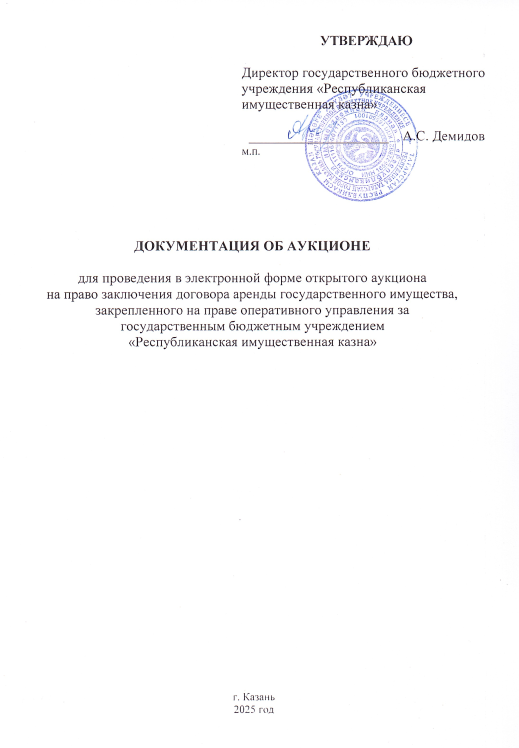 УТВЕРЖДАЮ
Директор государственного бюджетного
учреждения «Республиканская
имущественная казна»
А.С. Демидов
м.п.
ДОКУМЕНТАЦИЯ ОБ АУКЦИОНЕ
для проведения в электронной форме открытого аукциона
на право заключения договора аренды государственного имущества,
закрепленного на праве оперативного управления за
государственным бюджетным учреждением
«Республиканская имущественная казна»
г. Казань
2025 год